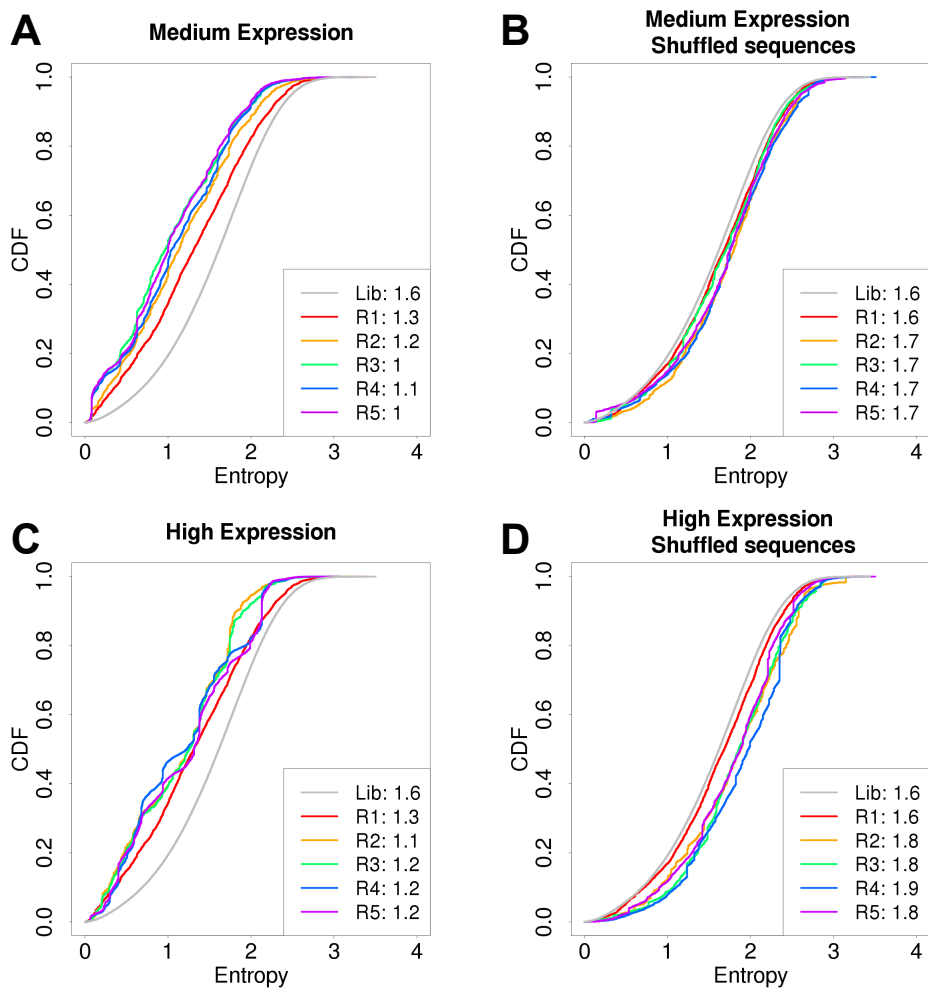 A
Medium Expression
1.0
0.8
0.6
0.4
0.2
0.0
CDF
Lib: 1.6
R1: 1.3
R2: 1.2
R3: 1
R4: 1.1
R5: 1
0 1 2 3 4
Entropy
B
Medium Expression
Shuffled sequences
1.0
0.8
0.6
0.4
0.2
0.0
CDF
Lib: 1.6
R1: 1.6
R2: 1.7
R3: 1.7
R4: 1.7
R5: 1.7
0 1 2 3 4
Entropy
C
High Expression
1.0
0.8
0.6
0.4
0.2
0.0
CDF
Lib: 1.6
R1: 1.3
R2: 1.1
R3: 1.2
R4: 1.2
R5: 1.2
0 1 2 3 4
Entropy
D
High Expression
Shuffled sequences
1.0
0.8
0.6
0.4
0.2
0.0
CDF
Lib: 1.6
R1: 1.6
R2: 1.8
R3: 1.8
R4: 1.9
R5: 1.8
0 1 2 3 4
Entropy